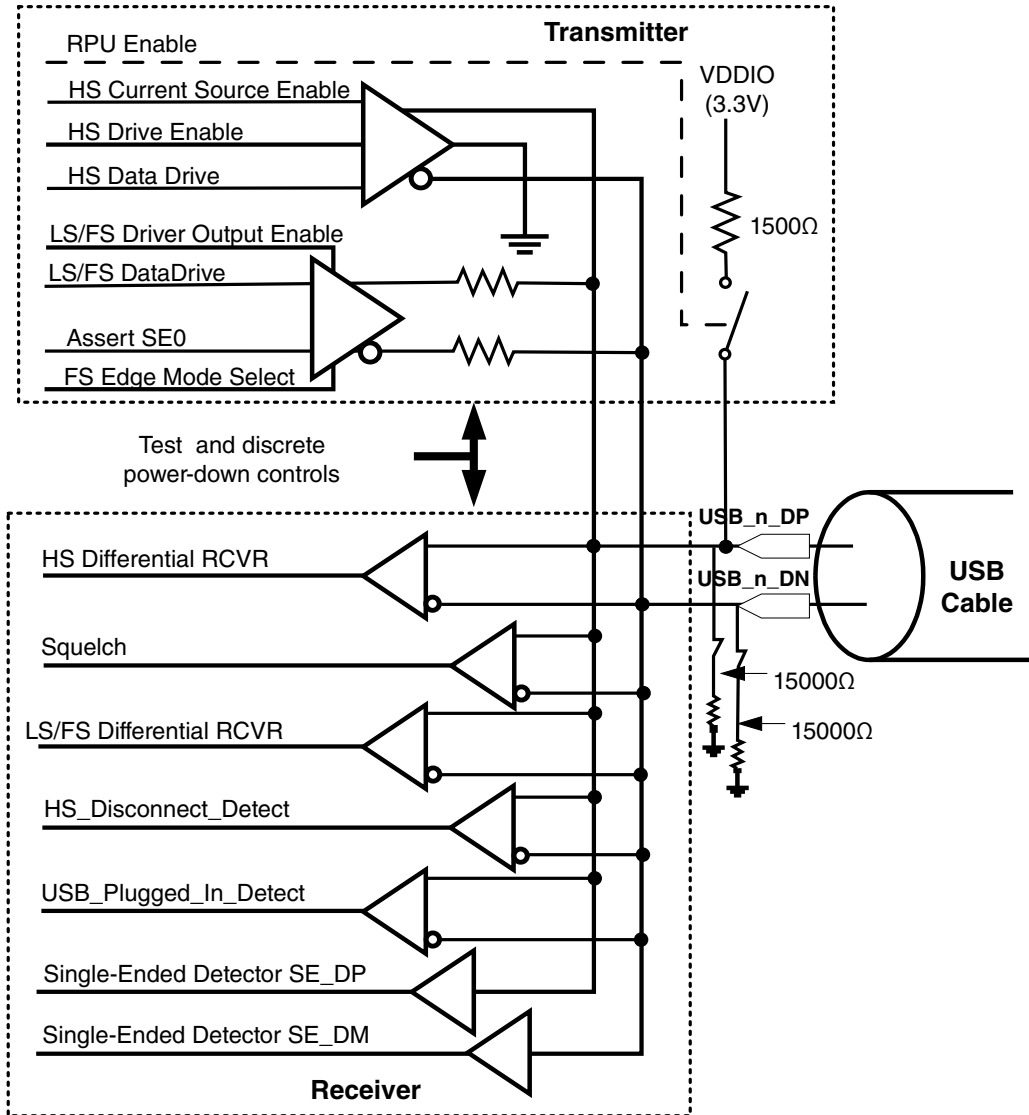 Transmitter
RPU Enable
VDDIO
(3.3V)
HS Current Source Enable
HS Drive Enable
HS Data Drive
1500Ω
LS/FS Driver Output Enable
LS/FS DataDrive
Assert SE0
FS Edge Mode Select
Test and discrete
power-down controls
USB_n_DP
HS Differential RCVR
USB_n_DN
USB
Cable
Squelch
15000Ω
LS/FS Differential RCVR
15000Ω
HS_Disconnect_Detect
USB_Plugged_In_Detect
Single-Ended Detector SE_DP
Single-Ended Detector SE_DM
Receiver